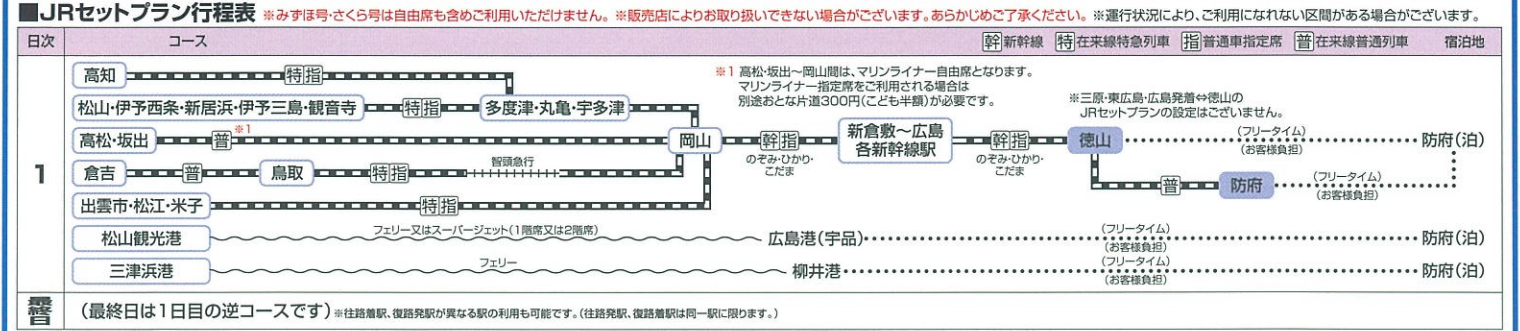 ■JRセットプラン行程表 ※みずほ号・さくら号は自由席も含めご利用いただけません。※販売店によりお取り扱いできない場合がございます。あらかじめご了承ください。※運行状況により、ご利用になれない区間がある場合がございます。
日次 コース 幹新幹線 特在来線特急列車 指普通車指定席 普在来線普通列車 宿泊地
1
高知 特指
※1 高松・坂出～岡山間は、マリンライナー自由席となります。
マリンライナー指定席をご利用される場合は
別途おとな片道300円(こども半額)が必要です。
松山・伊予西条・新居浜・伊予三島・観音寺 特指 多度津・丸亀・宇多津
※三原・東広島・広島発着⇔徳山の
JRセットプランの設定はございません。
高松・坂出 普 ※1 岡山 幹指 新倉敷～広島
各新幹線駅 幹指 徳山 (フリータイム) 防府(泊)
のぞみ・ひかり・
こだま
のぞみ・ひかり・
こだま
(お客様負担)
倉吉 普 鳥取 特指 智頭急行
普 防府 (フリータイム)
(お客様負担)
出雲市・松江・米子 特指
松山観光港 フェリー又はスーパージェット(1階席又は2階席) 広島港(宇品) (フリータイム) 防府(泊)
(お客様負担)
三津浜港 フェリー 柳井港 (フリータイム) 防府(泊)
(お客様負担)
(最終日は1日目の逆コースです) ※往路着駅、復路発駅が異なる駅の利用も可能です。(往路発駅、復路着駅は同一駅に限ります。)